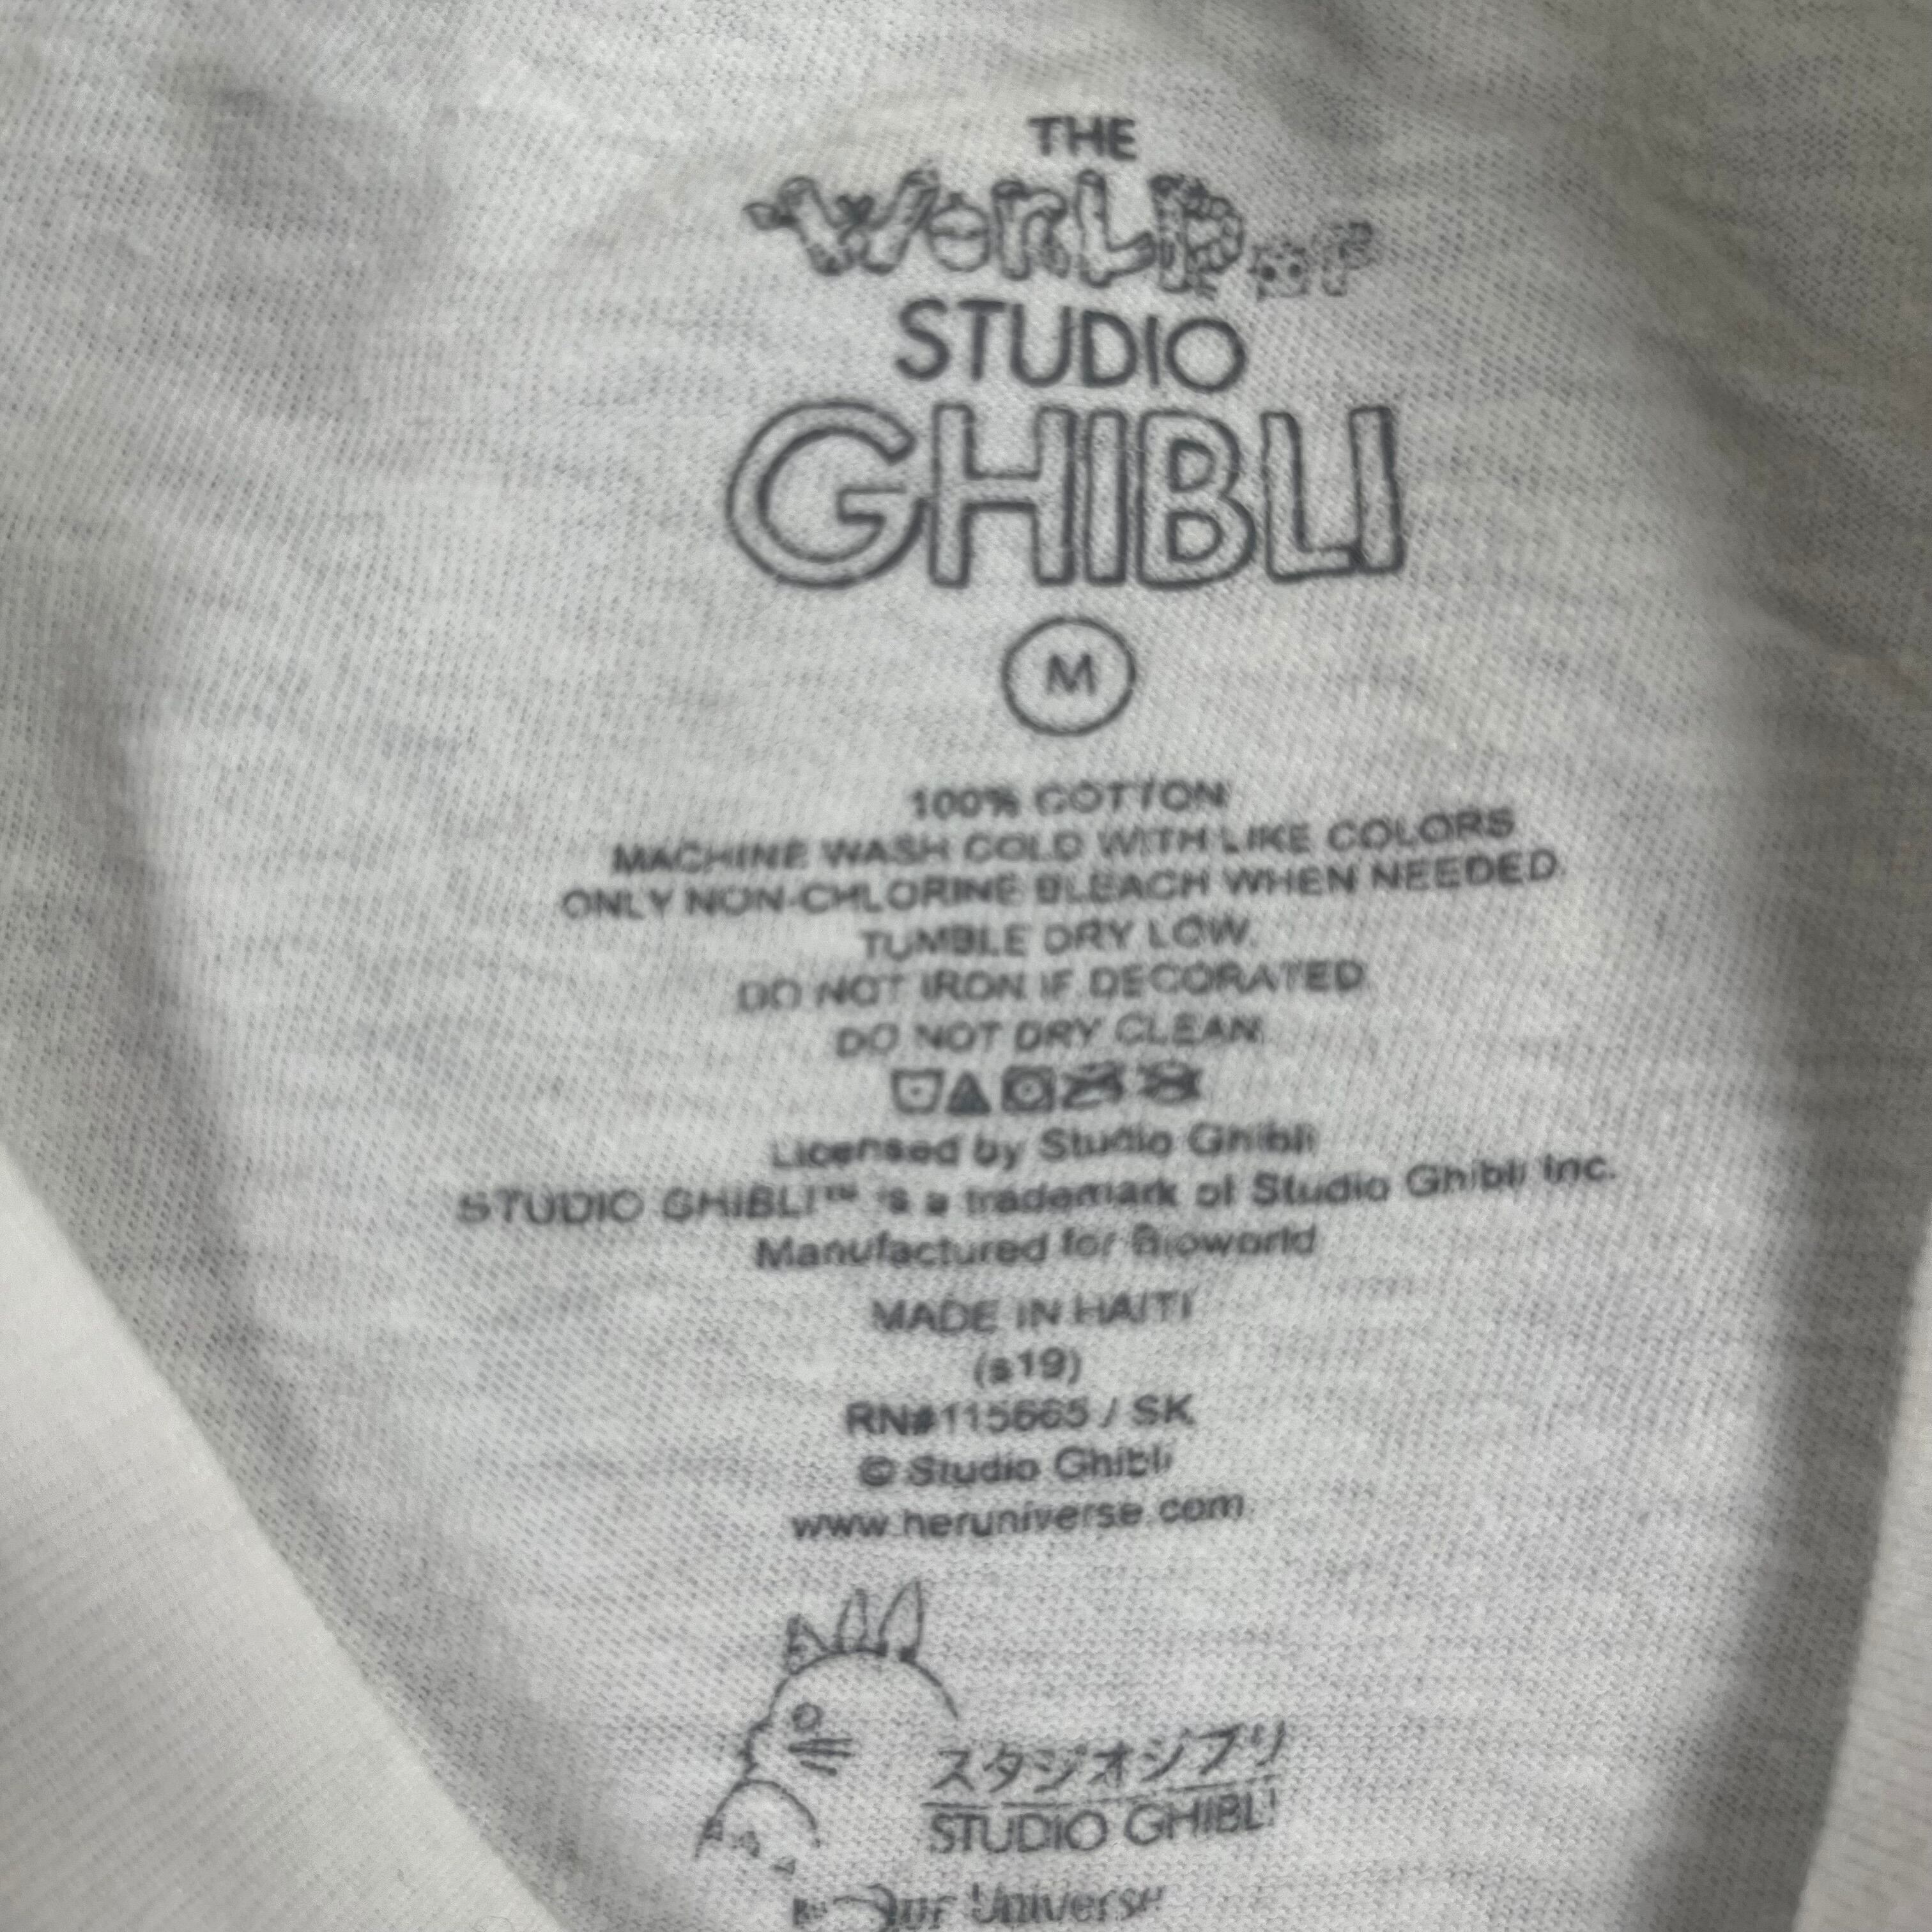 THE
WORLD OF
STUDIO
GHIBLI
M
100% COTTON
MACHINE WASH COLD WITH LIKE COLORS
ONLY NON-CHLORINE BLEACH WHEN NEEDED.
TUMBLE DRY LOW.
DO NOT IRON IF DECORATED.
DO NOT DRY CLEAN.
Licensed by Studio Ghibli
STUDIO GHIBLI™ is a trademark of Studio Ghibli Inc.
Manufactured for Bioworld
MADE IN HAITI
(s19)
RN#115665 / SK
© Studio Ghibli
www.heruniverse.com
スタジオジブリ
STUDIO GHIBLI
Universe